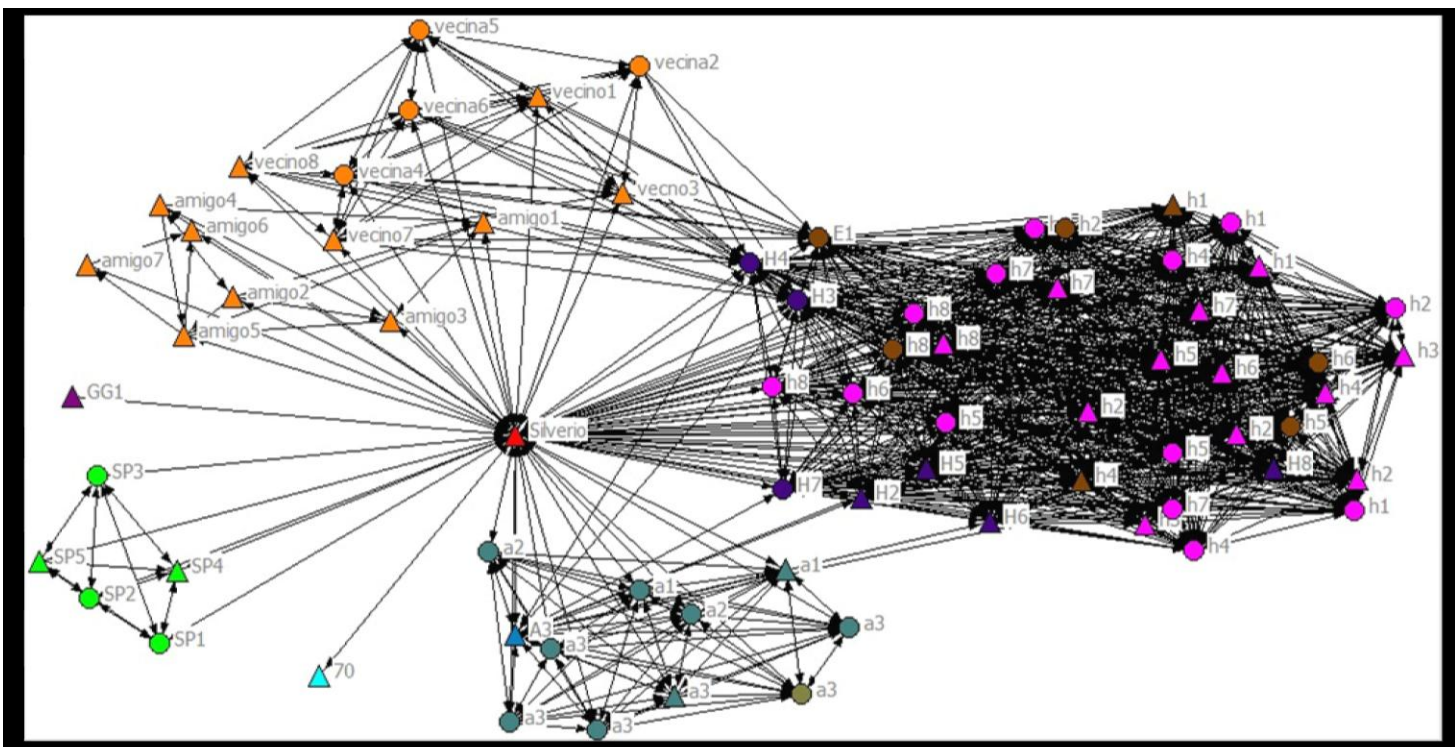 vecina5
vecina2
vecino1
vecina6
vecino8
vecina4
vecno3
amigo4
amigo1
amigo6
vecino7
amigo7
amigo2
amigo3
amigo5
E1
H4
H3
h2
h1
h1
h4
h1
h7
h7
h7
h2
h8
h8
h8
h3
h5
h6
h6
h4
h8
h6
h2
h5
h5
h2
h5
GG1
Silverio
SP3
SP5
SP4
SP2
SP1
70
H5
H8
h4
h2
H7
H2
h7
h1
H6
h4
a2
a1
a1
a2
A3
a3
a3
a3
a3
a3
a3